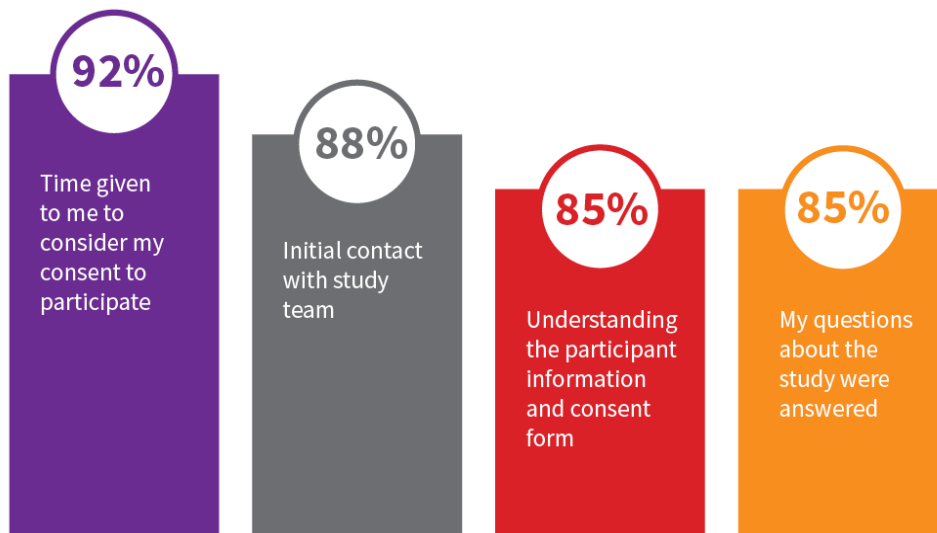 92%
Time given
to me to
consider my
consent to
participate
88%
Initial contact
with study
team
85%
Understanding
the participant
information
and consent
form
85%
My questions
about the
study were
answered